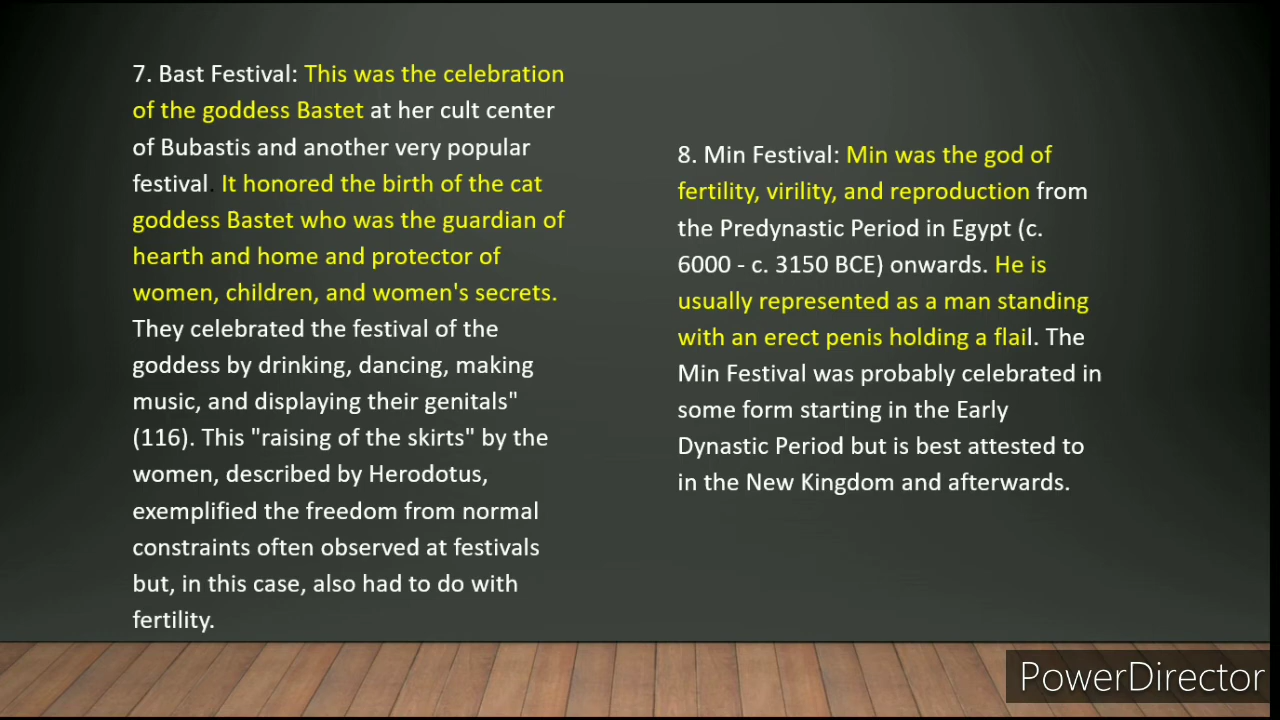 7. Bast Festival: This was the celebration
of the goddess Bastet at her cult center
of Bubastis and another very popular
festival. It honored the birth of the cat
goddess Bastet who was the guardian of
hearth and home and protector of
women, children, and women's secrets.
They celebrated the festival of the
goddess by drinking, dancing, making
music, and displaying their genitals"
(116). This "raising of the skirts" by the
women, described by Herodotus,
exemplified the freedom from normal
constraints often observed at festivals
but, in this case, also had to do with
fertility.
8. Min Festival: Min was the god of
fertility, virility, and reproduction from
the Predynastic Period in Egypt (c.
6000 - c. 3150 BCE) onwards. He is
usually represented as a man standing
with an erect penis holding a flail. The
Min Festival was probably celebrated in
some form starting in the Early
Dynastic Period but is best attested to
in the New Kingdom and afterwards.
PowerDirector